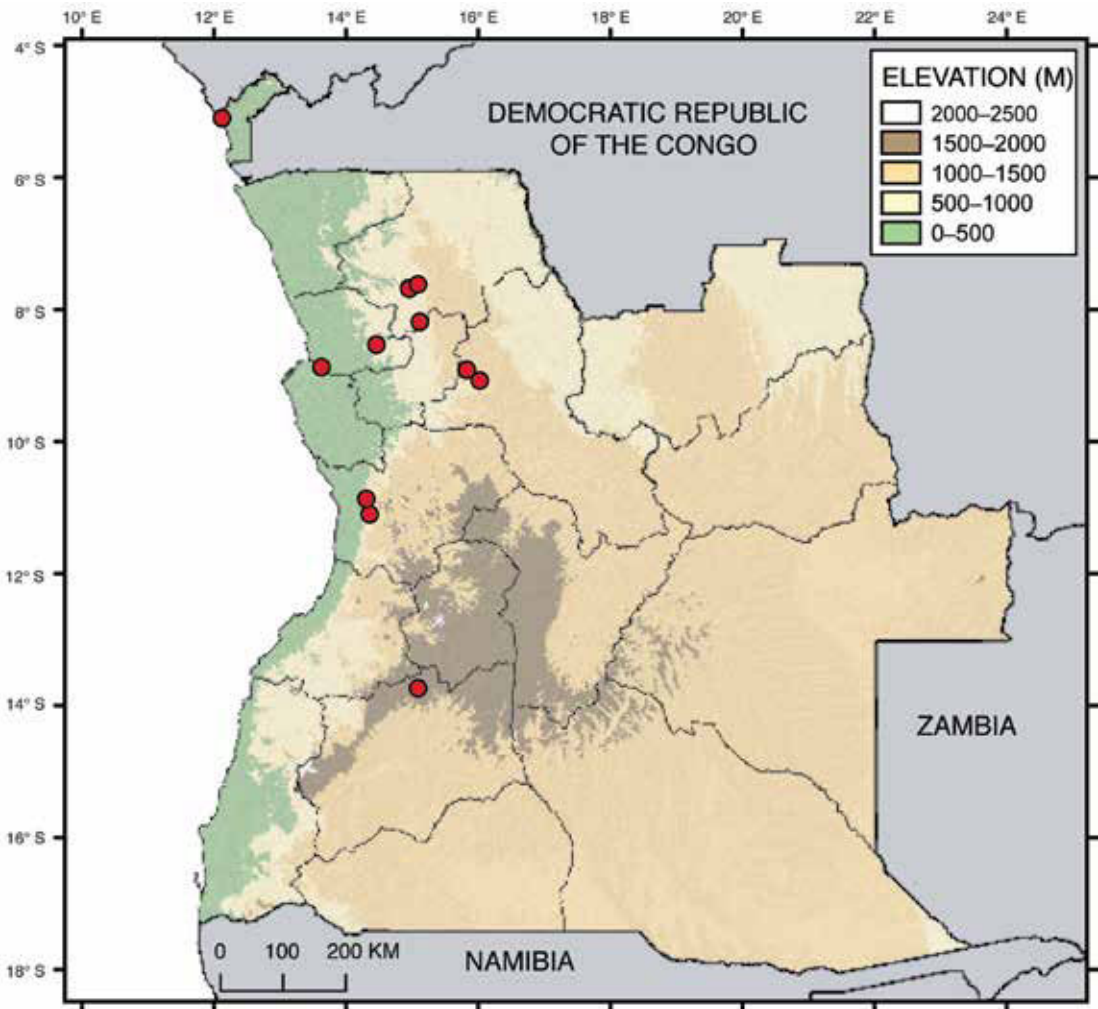 10° E 12° E 14° E 16° E 18° E 20° E 22° E 24° E
4° S
6° S
8° S
10° S
12° S
14° S
16° S
18° S
ELEVATION (M)
2000–2500
1500–2000
1000–1500
500–1000
0–500
DEMOCRATIC REPUBLIC
OF THE CONGO
ZAMBIA
NAMIBIA
0 100 200 KM